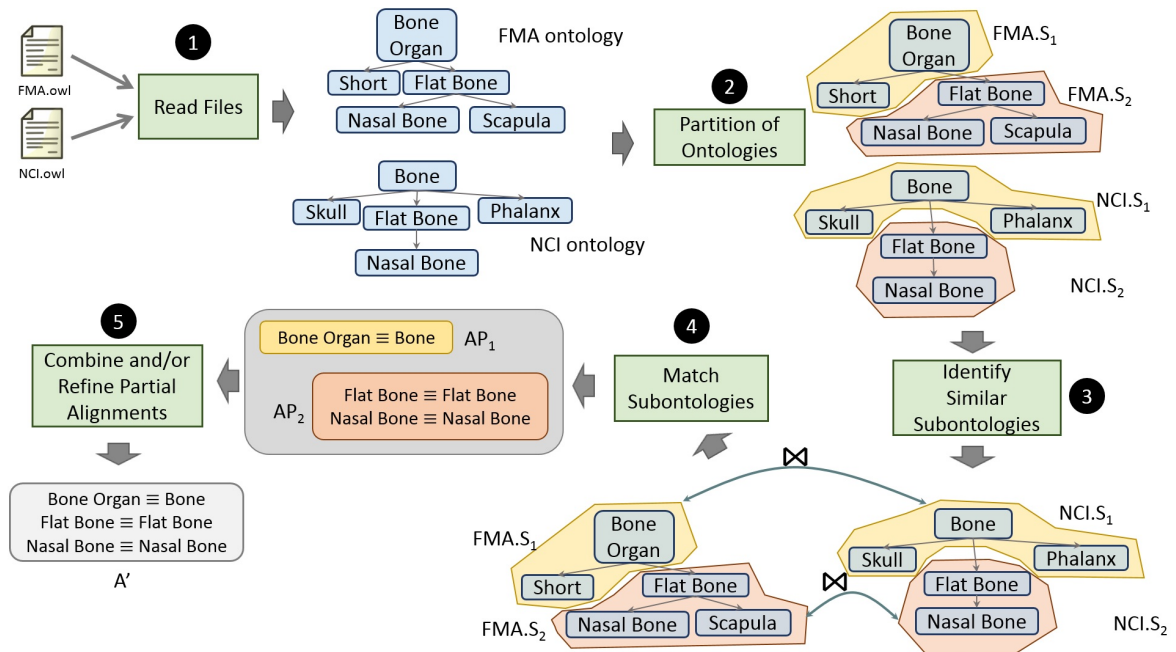 FMA.owl
NCI.owl
1
Read Files
Bone
Organ
FMA ontology
Short
Flat Bone
Nasal Bone
Scapula
Bone
Skull
Flat Bone
Phalanx
NCI ontology
Nasal Bone
2
Partition of
Ontologies
Bone
Organ
FMA.S1
Short
Flat Bone
FMA.S2
Nasal Bone
Scapula
Bone
NCI.S1
Skull
Phalanx
Flat Bone
Nasal Bone
NCI.S2
3
Identify
Similar
Subontologies
⋈
FMA.S1
Bone
Organ
Short
Flat Bone
FMA.S2
Nasal Bone
Scapula
⋈
Bone
NCI.S1
Skull
Phalanx
Flat Bone
Nasal Bone
NCI.S2
4
Match
Subontologies
Bone Organ ≡ Bone
AP1
AP2
Flat Bone ≡ Flat Bone
Nasal Bone ≡ Nasal Bone
5
Combine and/or
Refine Partial
Alignments
Bone Organ ≡ Bone
Flat Bone ≡ Flat Bone
Nasal Bone ≡ Nasal Bone
A’